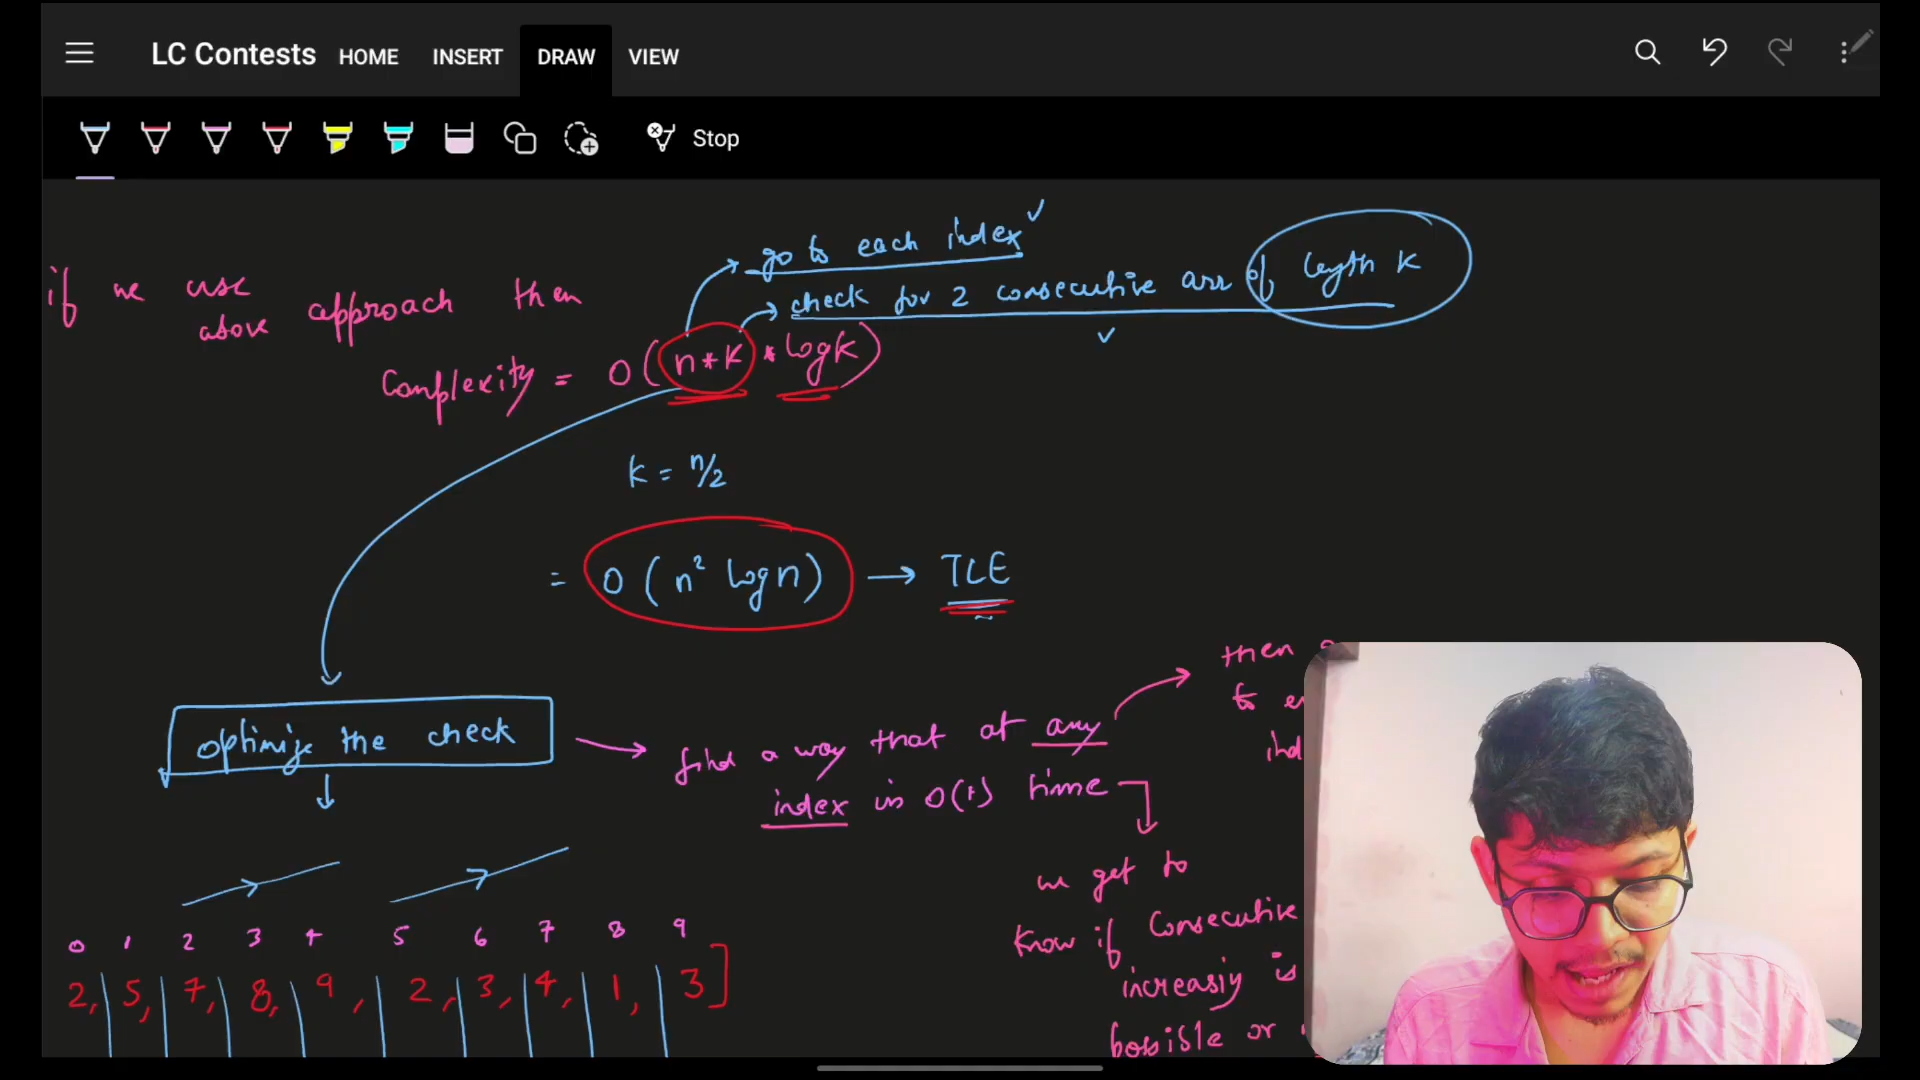 LC Contests HOME INSERT DRAW VIEW
Stop
go to each index
check for 2 consecutive arr of length K
if we use above approach then
Complexity = O(n*K * logK)
K = n/2
= O(n² logn) → TLE
then
to
optimize the check
find a way that at any
index in O(1) time
we get to
know if Consecutive
increasiy is
possible or
0 1 2 3 4 5 6 7 8 9
2, 5, 7, 8, 9, 2, 3, 4, 1, 3]